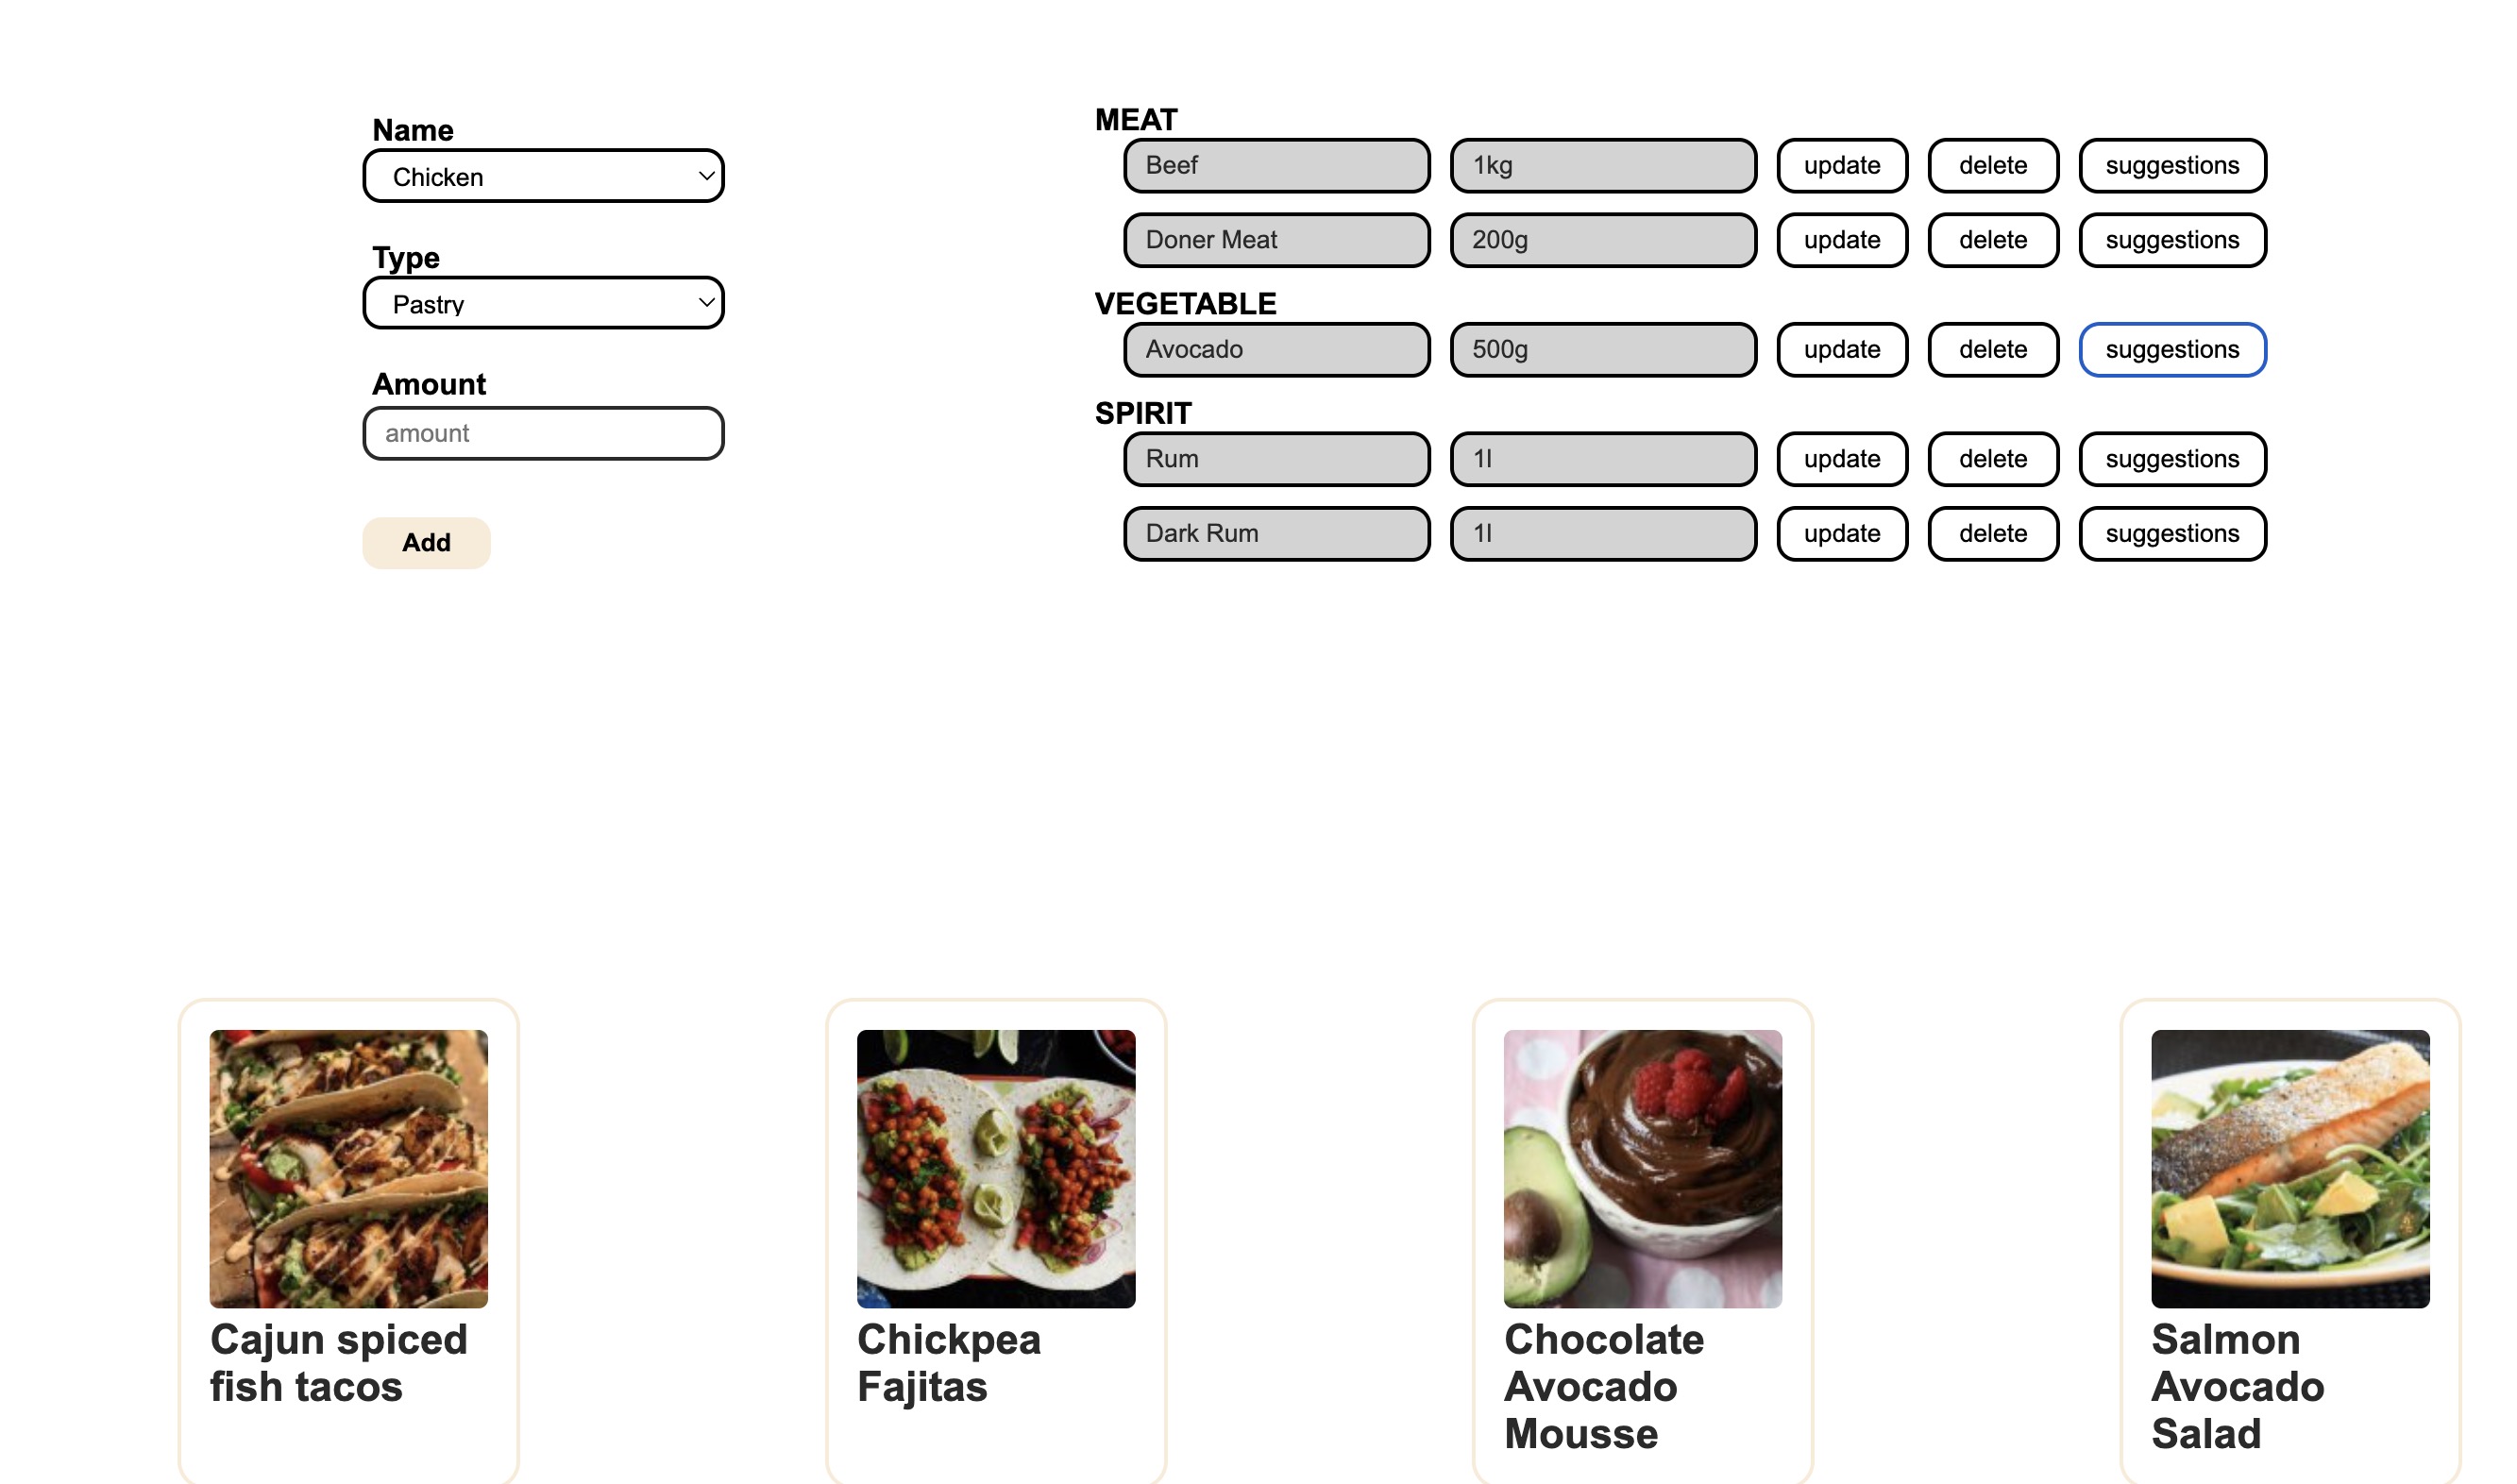 Name
Chicken
Type
Pastry
Amount
amount
Add
MEAT
Beef 1kg update delete suggestions
Doner Meat 200g update delete suggestions
VEGETABLE
Avocado 500g update delete suggestions
SPIRIT
Rum 1l update delete suggestions
Dark Rum 1l update delete suggestions
Cajun spiced
fish tacos
Chickpea
Fajitas
Chocolate
Avocado
Mousse
Salmon
Avocado
Salad